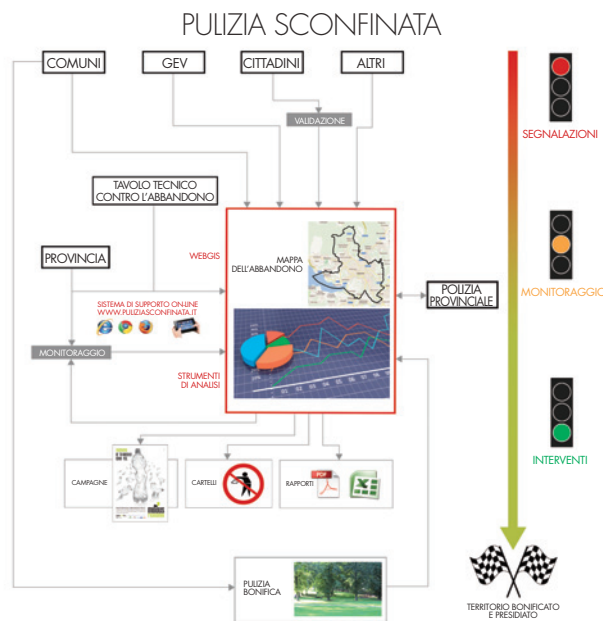 PULIZIA SCONFINATA
COMUNI
GEV
CITTADINI
ALTRI
VALIDAZIONE
SEGNALAZIONI
TAVOLO TECNICO
CONTRO L'ABBANDONO
PROVINCIA
WEBGIS
MAPPA
DELL'ABBANDONO
SISTEMA DI SUPPORTO ON-LINE
WWW.PULIZIASCONFINATA.IT
POLIZIA
PROVINCIALE
MONITORAGGIO
MONITORAGGIO
STRUMENTI
DI ANALISI
INTERVENTI
CAMPAGNE
CARTELLI
RAPPORTI
PDF
PULIZIA
BONIFICA
TERRITORIO BONIFICATO
E PRESIDIATO